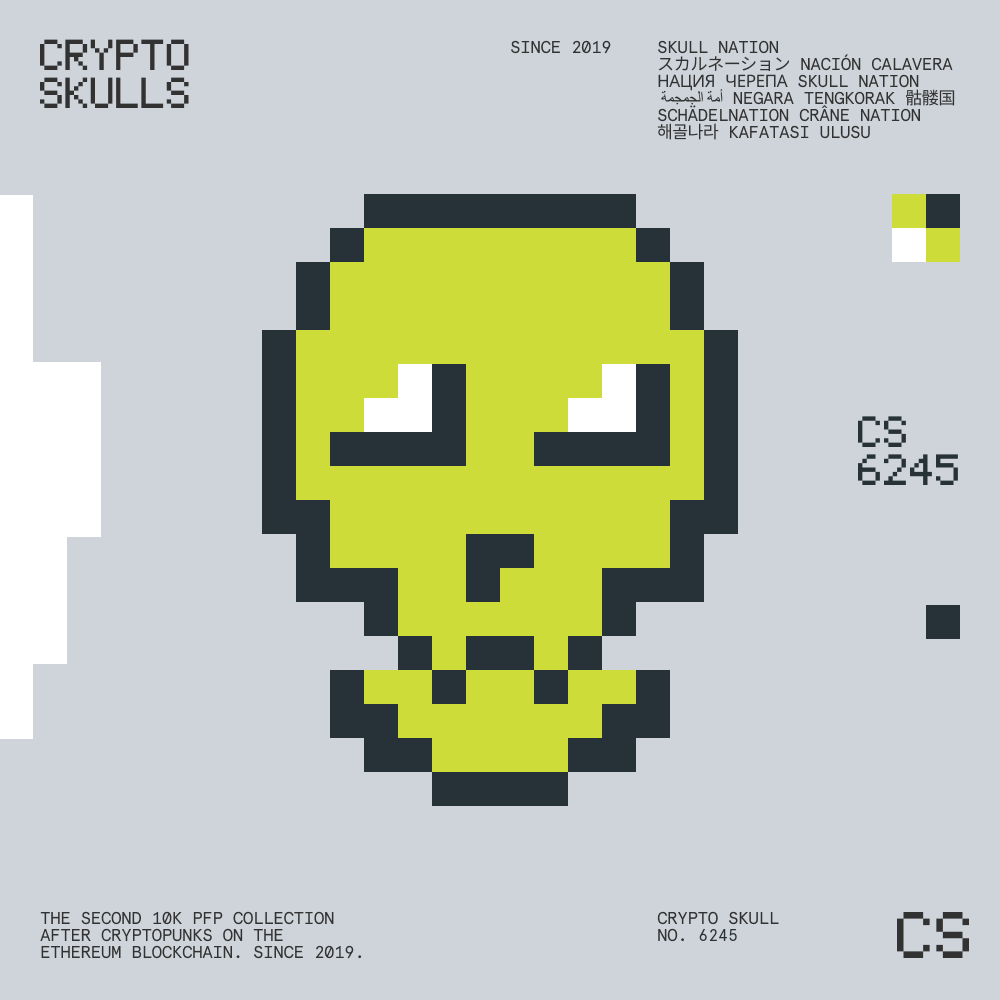 CRYPTO
SKULLS
SINCE 2019
SKULL NATION
スカルネーション NACIÓN CALAVERA
НАЦИЯ ЧЕРЕПА SKULL NATION
أمة الجمجمة NEGARA TENGKORAK 骷髅国
SCHÄDELNATION CRÂNE NATION
해골나라 KAFATASI ULUSU
CS
6245
THE SECOND 10K PFP COLLECTION
AFTER CRYPTOPUNKS ON THE
ETHEREUM BLOCKCHAIN. SINCE 2019.
CRYPTO SKULL
NO. 6245
CS